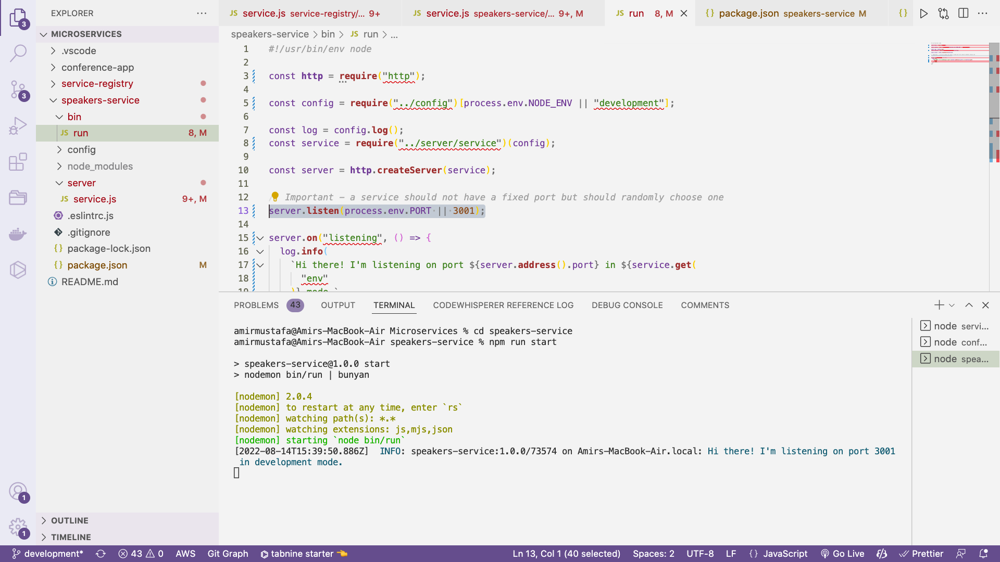 EXPLORER
MICROSERVICES
.vscode
conference-app
service-registry
speakers-service
bin
JS run 8, M
config
node_modules
server
JS service.js 9+, M
.eslintrc.js
.gitignore
{} package-lock.json
{} package.json M
README.md
OUTLINE
TIMELINE
3
3
1
1
JS service.js service-registry/... 9+
JS service.js speakers-service/... 9+, M
JS run 8, M
{} package.json speakers-service M
{}
speakers-service > bin > JS run > ...
1 #!/usr/bin/env node
2
3 const http = require("http");
4
5 const config = require("../config")[process.env.NODE_ENV || "development"];
6
7 const log = config.log();
8 const service = require("../server/service")(config);
9
10 const server = http.createServer(service);
11
12 / Important – a service should not have a fixed port but should randomly choose one
13 server.listen(process.env.PORT || 3001);
14
15 server.on("listening", () => {
16 log.info(
17 `Hi there! I'm listening on port ${server.address().port} in ${service.get(
18 "env"
19 )} mode.`
PROBLEMS 43 OUTPUT TERMINAL CODEWHISPERER REFERENCE LOG DEBUG CONSOLE COMMENTS
amirmustafa@Amirs-MacBook-Air Microservices % cd speakers-service
amirmustafa@Amirs-MacBook-Air speakers-service % npm run start
> speakers-service@1.0.0 start
> nodemon bin/run | bunyan
[nodemon] 2.0.4
[nodemon] to restart at any time, enter `rs`
[nodemon] watching path(s): *.*
[nodemon] watching extensions: js,mjs,json
[nodemon] starting `node bin/run`
[2022-08-14T15:39:50.886Z]  INFO: speakers-service:1.0.0/73574 on Amirs-MacBook-Air.local: Hi there! I'm listening on port 3001
in development mode.
node servi...
node conf...
node spea...
development* 43 0 AWS Git Graph tabnine starter Ln 13, Col 1 (40 selected) Spaces: 2 UTF-8 LF {} JavaScript Go Live Prettier